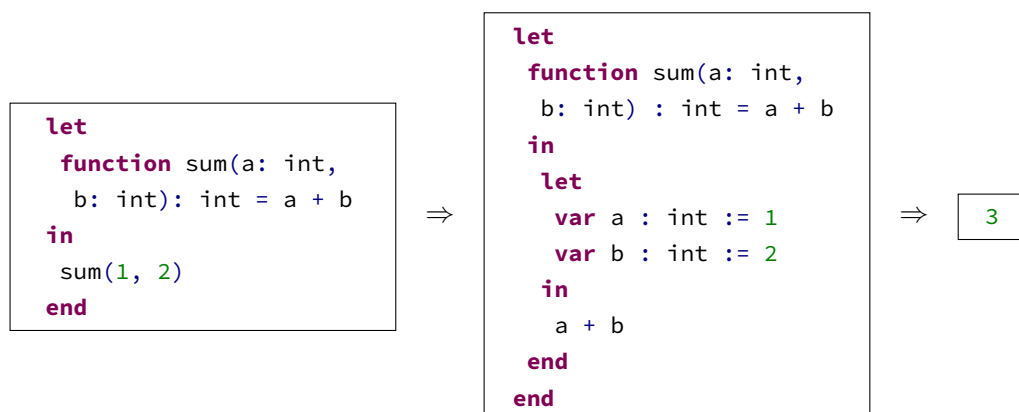 let
function sum(a: int,
b: int): int = a + b
in
sum(1, 2)
end
⇒
let
function sum(a: int,
b: int) : int = a + b
in
let
var a : int := 1
var b : int := 2
in
a + b
end
end
⇒
3